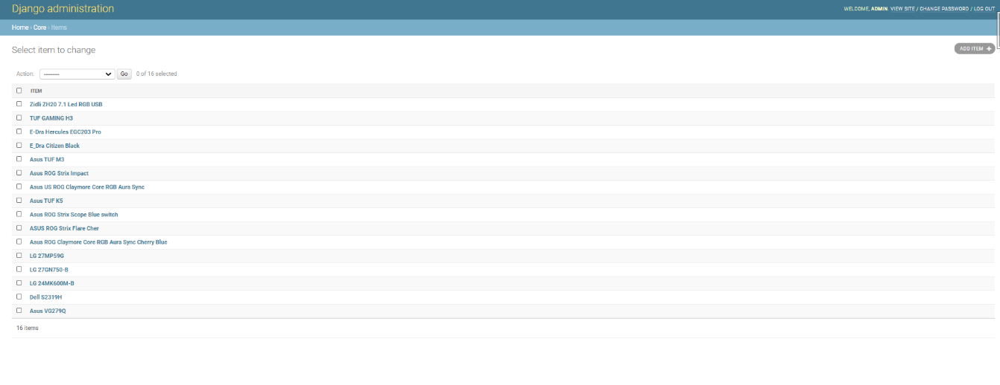 Django administration
WELCOME, ADMIN. VIEW SITE / CHANGE PASSWORD / LOG OUT
Home › Core › Items
Select item to change
ADD ITEM +
Action: --------- Go 0 of 16 selected
ITEM
Zidli ZH20 7.1 Led RGB USB
TUF GAMING H3
E-Dra Hercules EGC203 Pro
E_Dra Citizen Black
Asus TUF M3
Asus ROG Strix Impact
Asus US ROG Claymore Core RGB Aura Sync
Asus TUF K5
Asus ROG Strix Scope Blue switch
ASUS ROG Strix Flare Cher
Asus ROG Claymore Core RGB Aura Sync Cherry Blue
LG 27MP59G
LG 27GN750-B
LG 24MK600M-B
Dell S2319H
Asus VG279Q
16 items